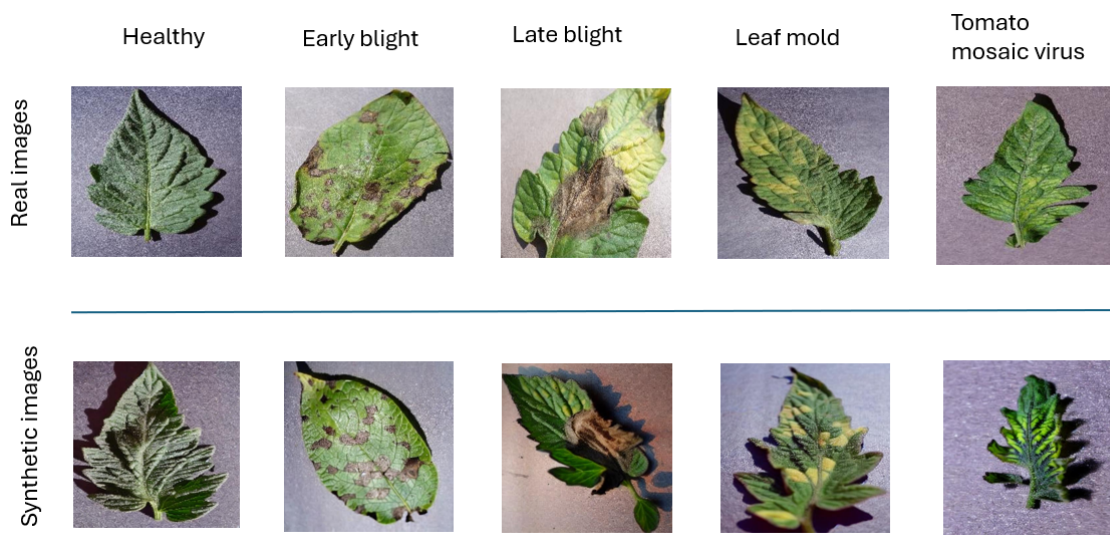 Healthy
Early blight
Late blight
Leaf mold
Tomato
mosaic virus
Real images
Synthetic images